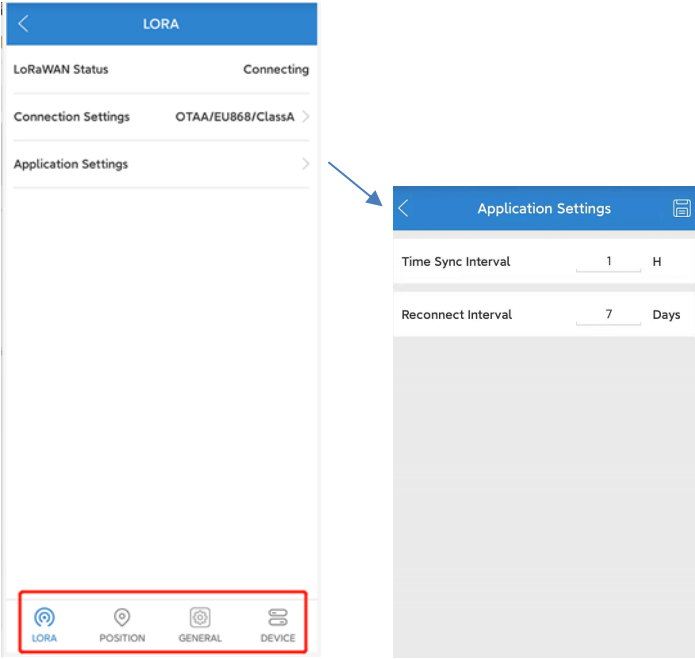 LORA
LoRaWAN Status Connecting
Connection Settings OTAA/EU868/ClassA
Application Settings
LORA POSITION GENERAL DEVICE
Application Settings
Time Sync Interval 1 H
Reconnect Interval 7 Days